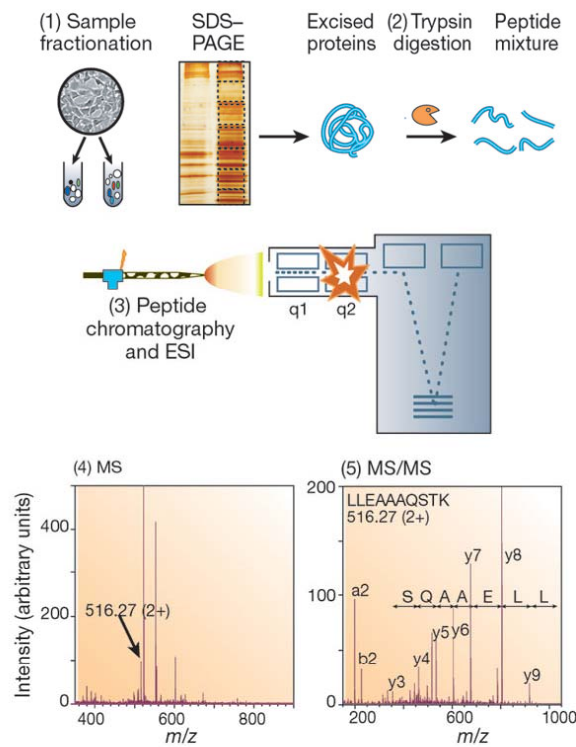 (1) Sample
fractionation
SDS–
PAGE
Excised
proteins
(2) Trypsin
digestion
Peptide
mixture
(3) Peptide
chromatography
and ESI
q1
q2
(4) MS
Intensity (arbitrary units)
400
200
0
516.27 (2+)
400 600 800
m/z
(5) MS/MS
200
100
0
LLEAAAQSTK
516.27 (2+)
a2
b2
y3
y4
y5
y6
y7
y8
y9
S Q A A E L L
200 600 1000
m/z